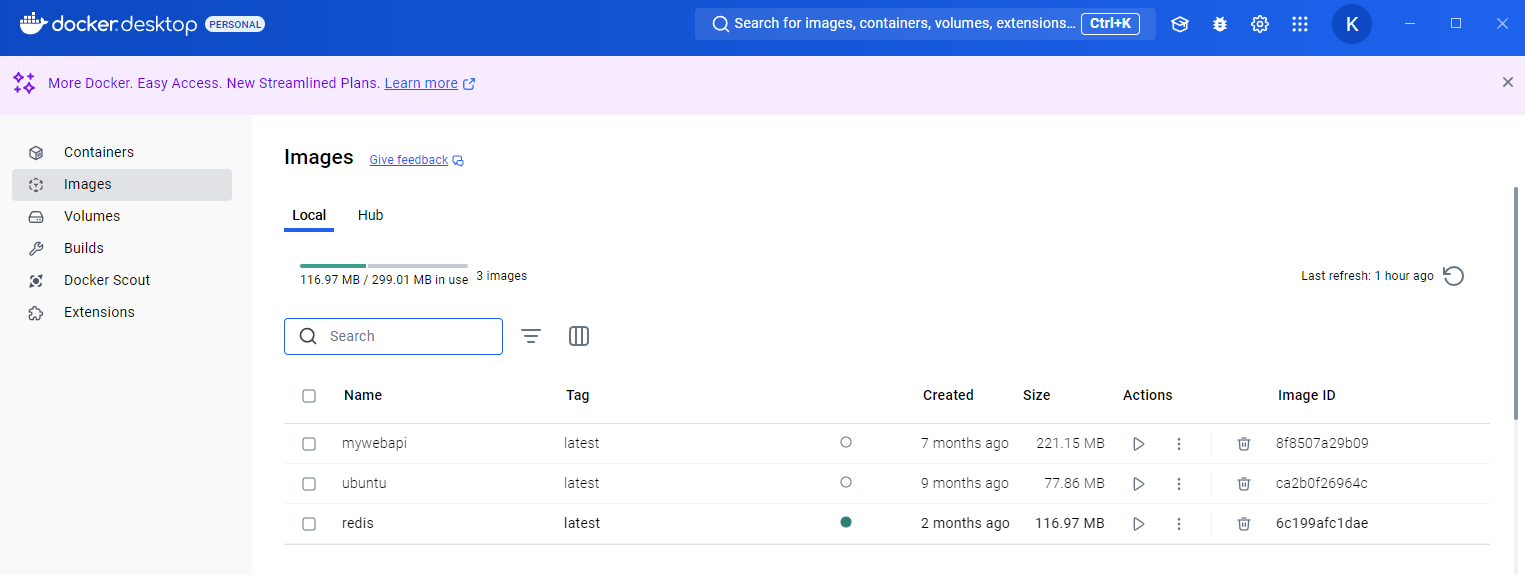 docker.desktop PERSONAL Search for images, containers, volumes, extensions... Ctrl+K K
More Docker. Easy Access. New Streamlined Plans. Learn more
Containers
Images
Volumes
Builds
Docker Scout
Extensions
Images Give feedback
Local Hub
116.97 MB / 299.01 MB in use 3 images Last refresh: 1 hour ago
Search
Name Tag Created Size Actions Image ID
mywebapi latest 7 months ago 221.15 MB 8f8507a29b09
ubuntu latest 9 months ago 77.86 MB ca2b0f26964c
redis latest 2 months ago 116.97 MB 6c199afc1dae